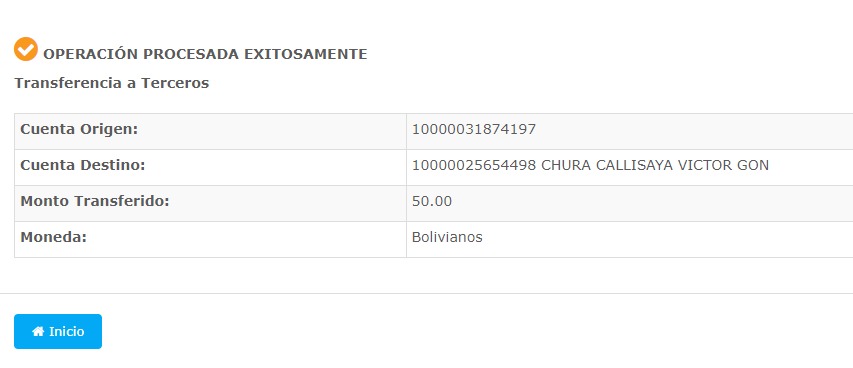 OPERACIÓN PROCESADA EXITOSAMENTE
Transferencia a Terceros
Cuenta Origen: 10000031874197
Cuenta Destino: 10000025654498 CHURA CALLISAYA VICTOR GON
Monto Transferido: 50.00
Moneda: Bolivianos
Inicio